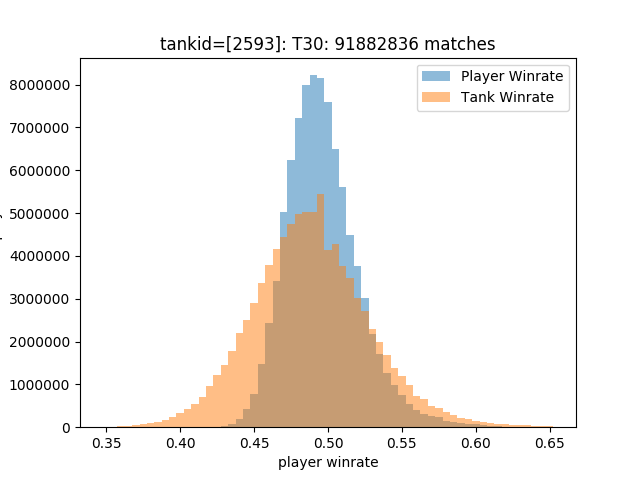 tankid=[2593]: T30: 91882836 matches
Player Winrate
Tank Winrate
8000000
7000000
6000000
5000000
4000000
3000000
2000000
1000000
0
0.35 0.40 0.45 0.50 0.55 0.60 0.65
player winrate